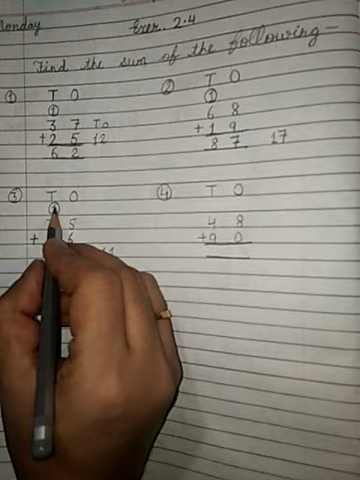 Monday Exer. 2.4
Find the sum of the following-
① T O
①
3 7 To
+ 2 5 12
6 2
② T O
①
6 8
+ 1 9
8 7 17
③ T O
①
5
+ 6
④ T O
4 8
+ 9 0